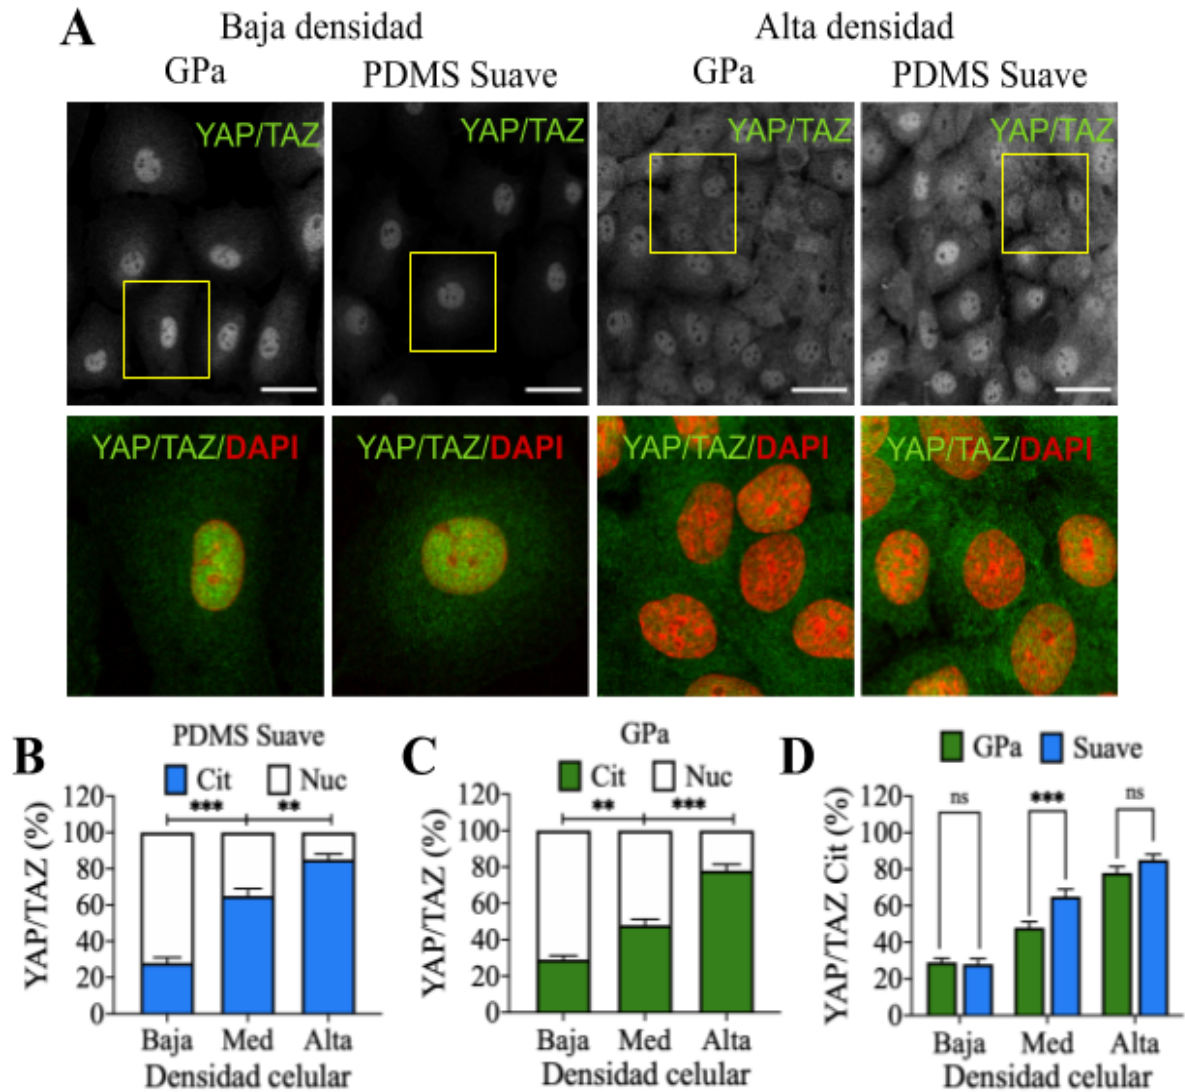 A
Baja densidad
Alta densidad
GPa
PDMS Suave
GPa
PDMS Suave
YAP/TAZ
YAP/TAZ
YAP/TAZ
YAP/TAZ
YAP/TAZ/DAPI
YAP/TAZ/DAPI
YAP/TAZ/DAPI
YAP/TAZ/DAPI
B
PDMS Suave
Cit
Nuc
***
**
YAP/TAZ (%)
120
100
80
60
40
20
0
Baja
Med
Alta
Densidad celular
C
GPa
Cit
Nuc
**
***
YAP/TAZ (%)
120
100
80
60
40
20
0
Baja
Med
Alta
Densidad celular
D
GPa
Suave
ns
***
ns
YAP/TAZ Cit (%)
120
100
80
60
40
20
0
Baja
Med
Alta
Densidad celular